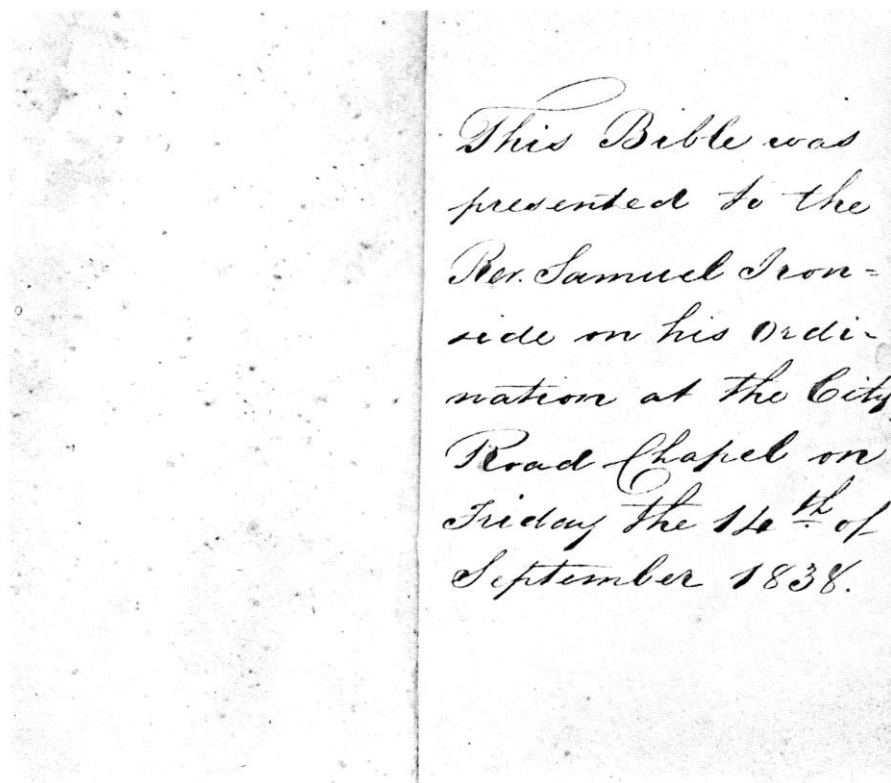 This Bible was
presented to the
Rev. Samuel Iron=
side on his Ordi-
nation at the City
Road Chapel on
Friday the 14th of
September 1838.